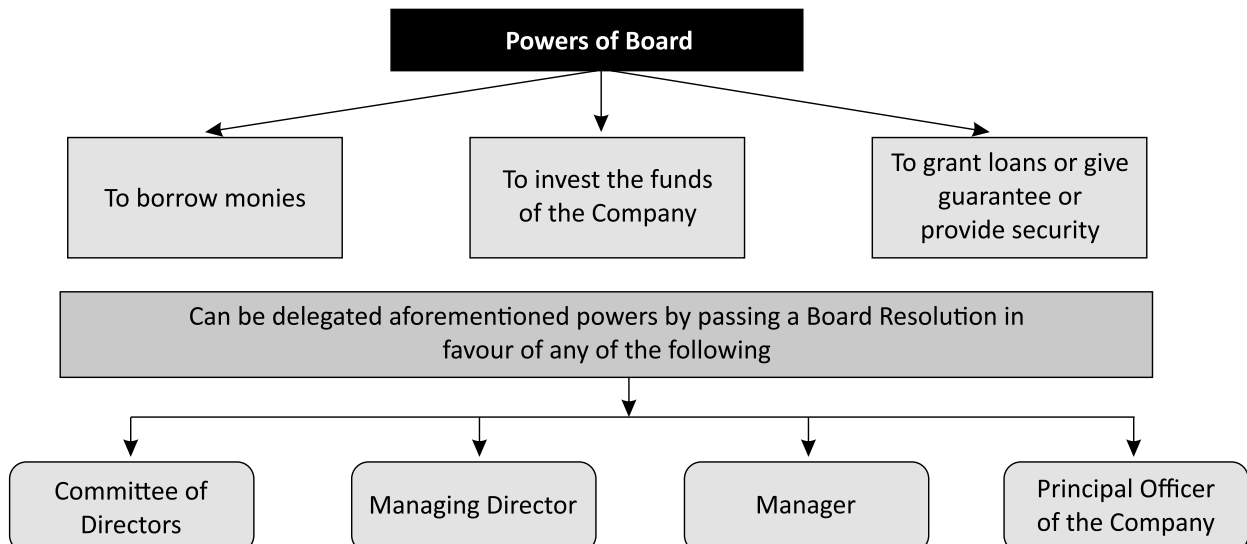 Powers of Board
To borrow monies
To invest the funds
of the Company
To grant loans or give
guarantee or
provide security
Can be delegated aforementioned powers by passing a Board Resolution in
favour of any of the following
Committee of
Directors
Managing Director
Manager
Principal Officer
of the Company